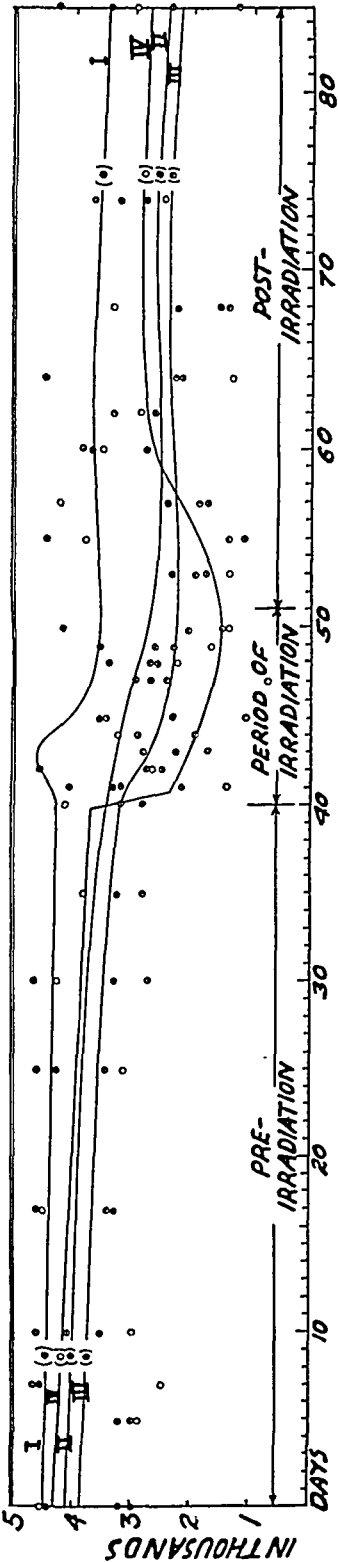 IN THOUSANDS
5
4
3
2
1
I
IV
II
III
I
IV
II
III
PRE-
IRRADIATION
PERIOD OF
IRRADIATION
POST-
IRRADIATION
DAYS 10 20 30 40 50 60 70 80